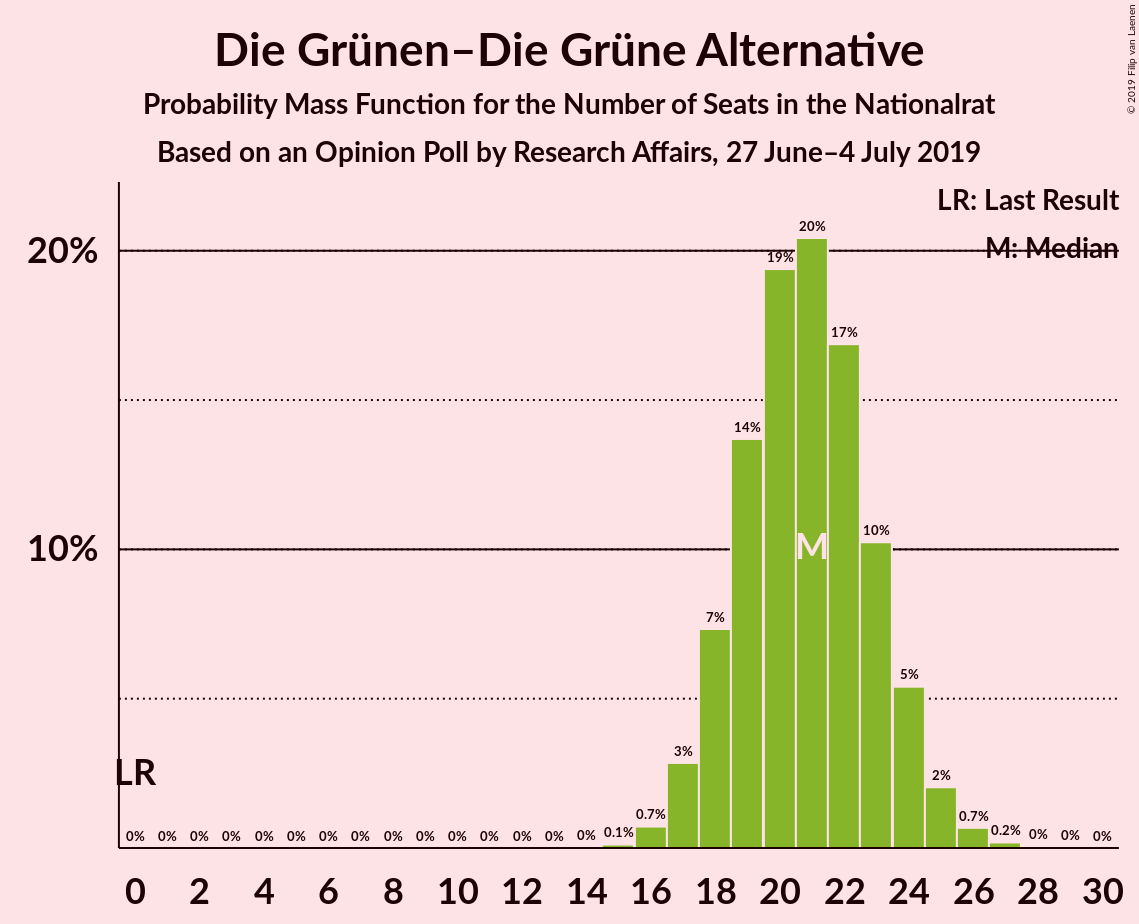 Die Grünen–Die Grüne Alternative
Probability Mass Function for the Number of Seats in the Nationalrat
Based on an Opinion Poll by Research Affairs, 27 June–4 July 2019
© 2019 Filip van Laenen
LR: Last Result
M: Median
20%
10%
LR
M
0% 0% 0% 0% 0% 0% 0% 0% 0% 0% 0% 0% 0% 0% 0% 0.1% 0.7% 3% 7% 14% 19% 20% 17% 10% 5% 2% 0.7% 0.2% 0% 0% 0%
0 2 4 6 8 10 12 14 16 18 20 22 24 26 28 30